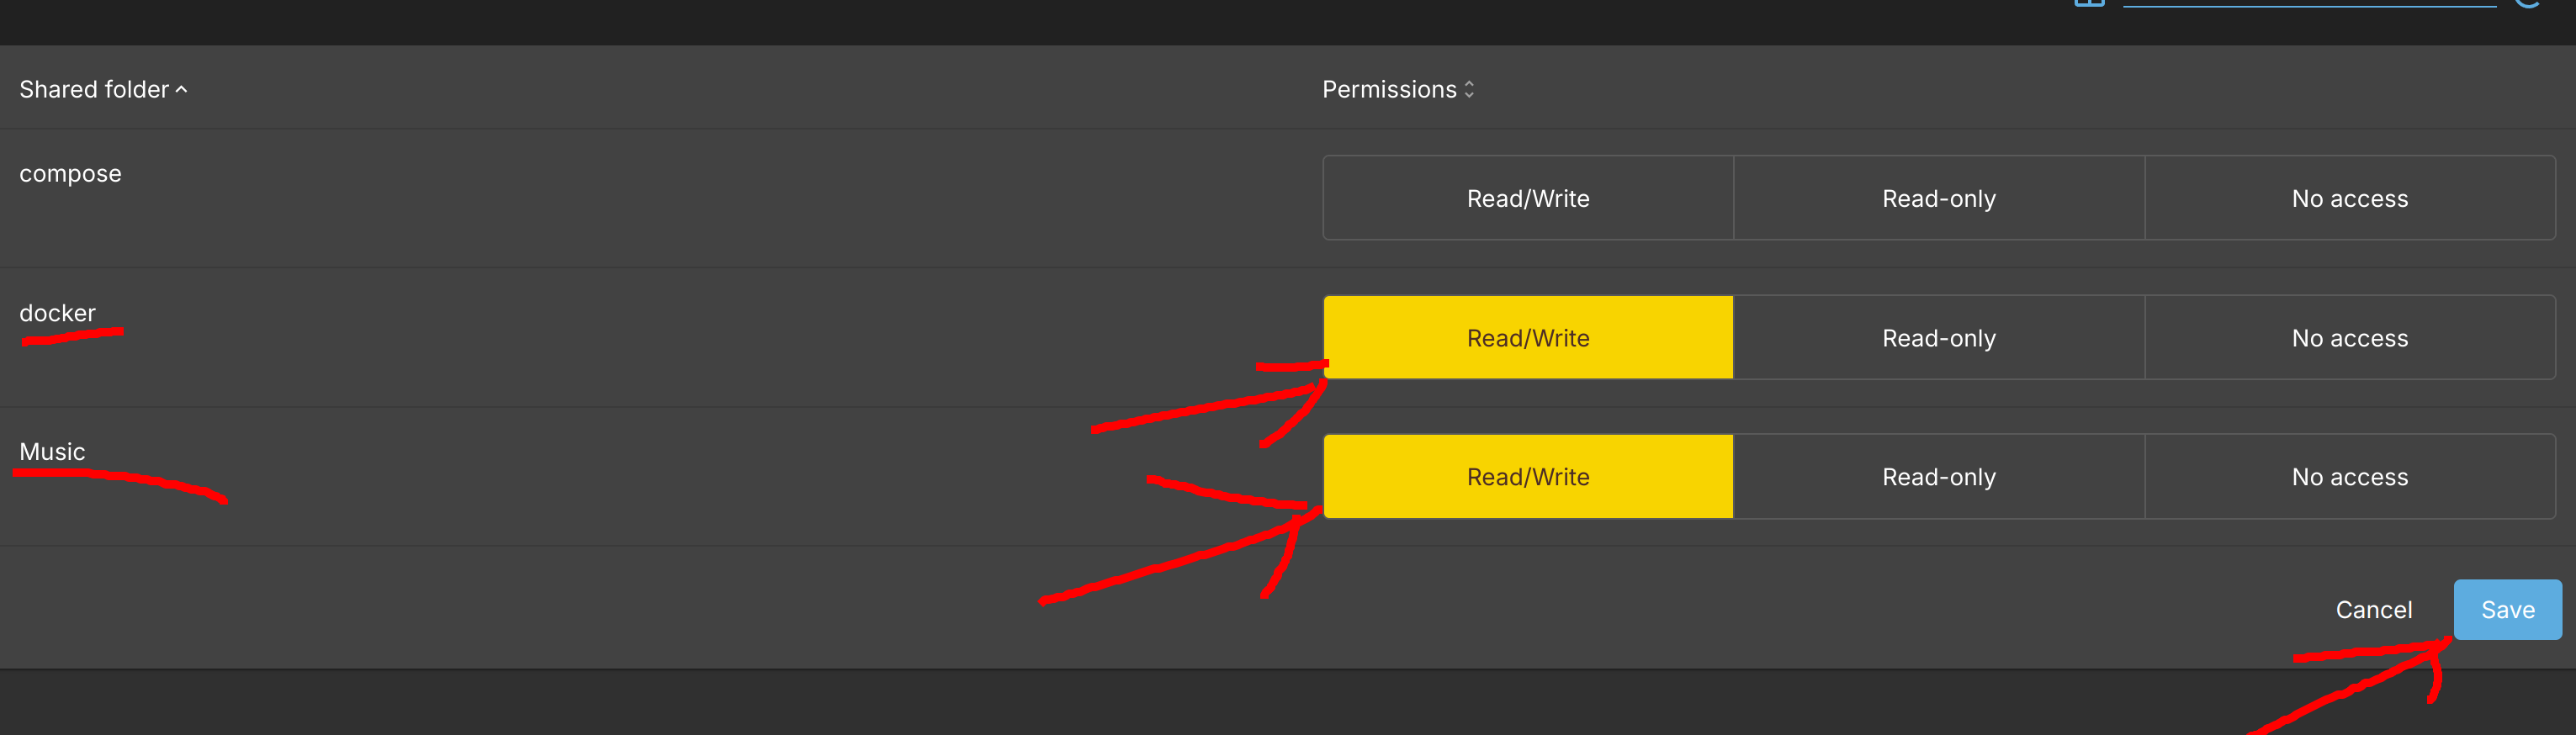 Shared folder Permissions
compose Read/Write Read-only No access
docker Read/Write Read-only No access
Music Read/Write Read-only No access
Cancel Save